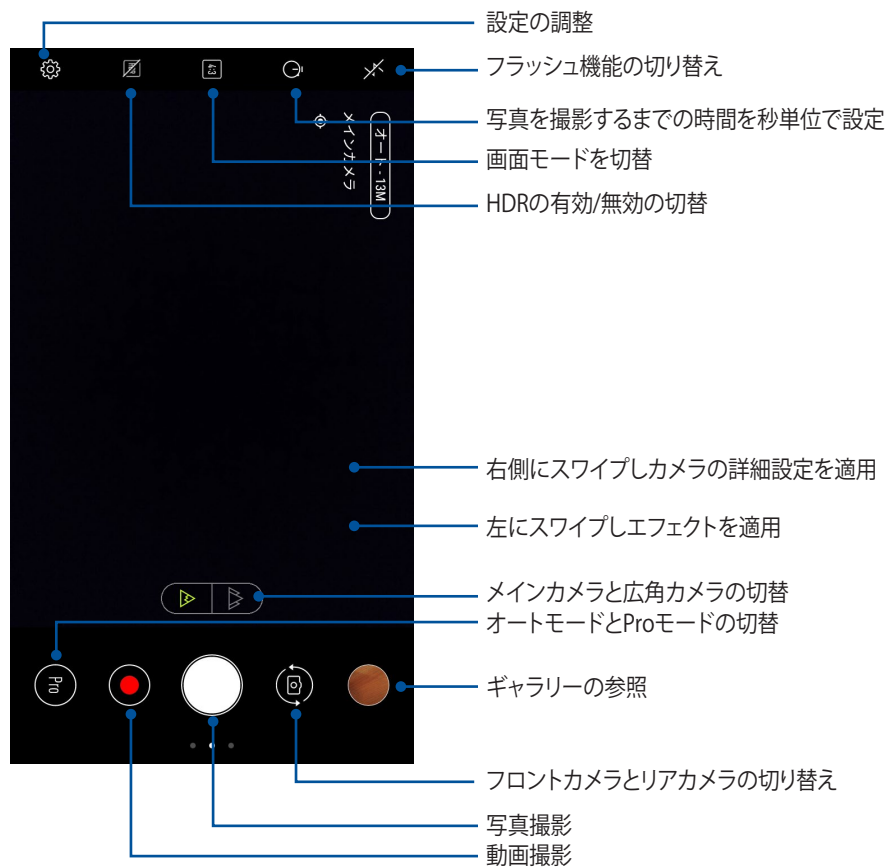 設定の調整
フラッシュ機能の切り替え
写真を撮影するまでの時間を秒単位で設定
画面モードを切替
HDRの有効/無効の切替
4:3
オート - 13M
メインカメラ
右側にスワイプしカメラの詳細設定を適用
左にスワイプしエフェクトを適用
メインカメラと広角カメラの切替
オートモードとProモードの切替
Pro
ギャラリーの参照
フロントカメラとリアカメラの切り替え
写真撮影
動画撮影